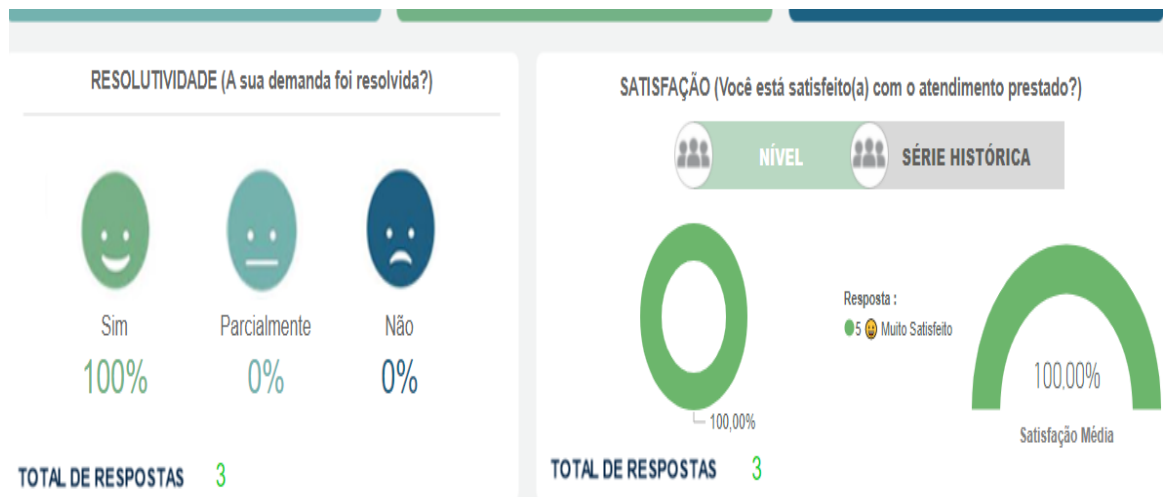 RESOLUTIVIDADE (A sua demanda foi resolvida?)
Sim
Parcialmente
Não
100%
0%
0%
TOTAL DE RESPOSTAS 3
SATISFAÇÃO (Você está satisfeito(a) com o atendimento prestado?)
NÍVEL
SÉRIE HISTÓRICA
Resposta :
5 😀 Muito Satisfeito
100,00%
100,00%
Satisfação Média
TOTAL DE RESPOSTAS 3